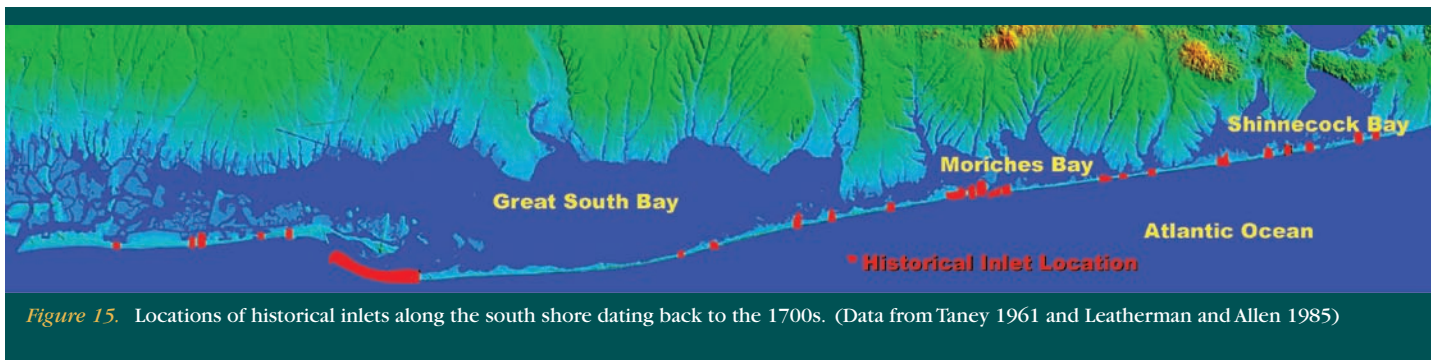 Shinnecock Bay
Moriches Bay
Great South Bay
Atlantic Ocean
Historical Inlet Location
Figure 15. Locations of historical inlets along the south shore dating back to the 1700s. (Data from Taney 1961 and Leatherman and Allen 1985)